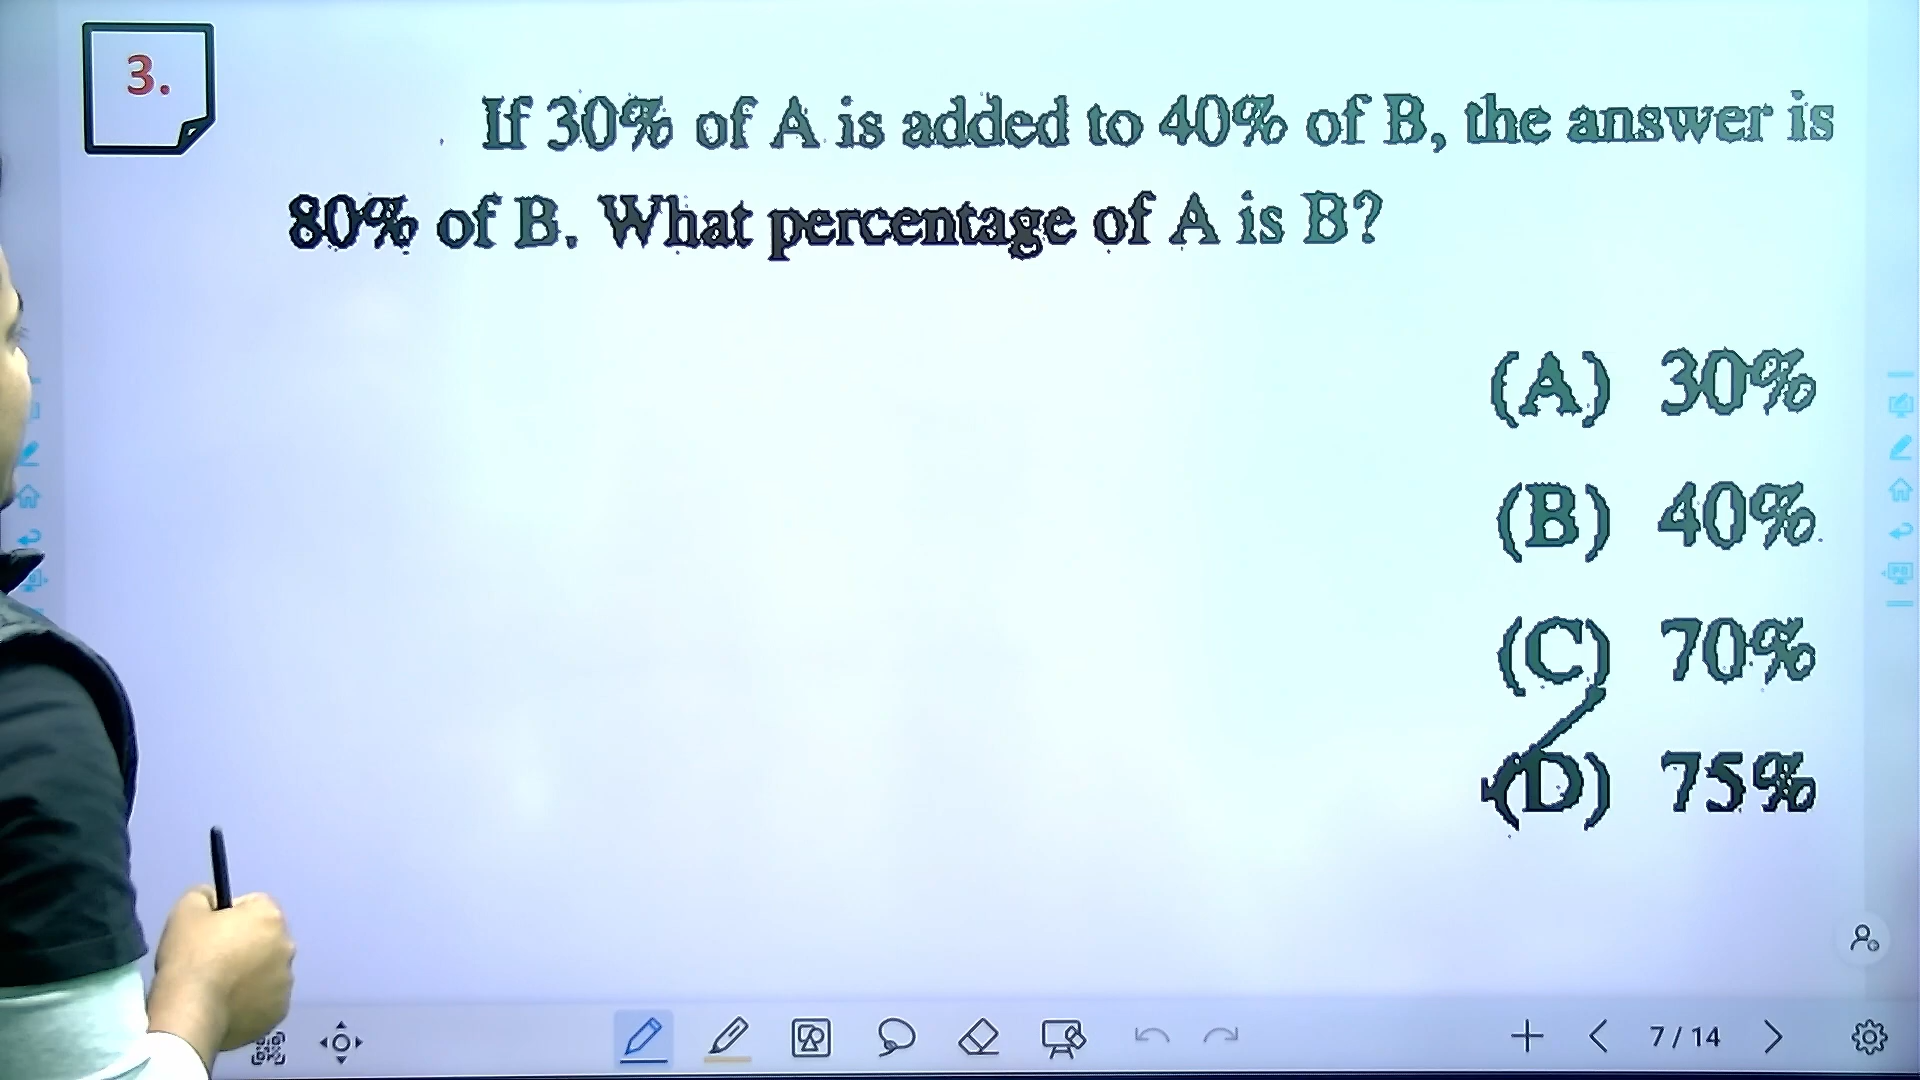 3.
If 30% of A is added to 40% of B, the answer is
80% of B. What percentage of A is B?
(A) 30%
(B) 40%
(C) 70%
(D) 75%
7 / 14